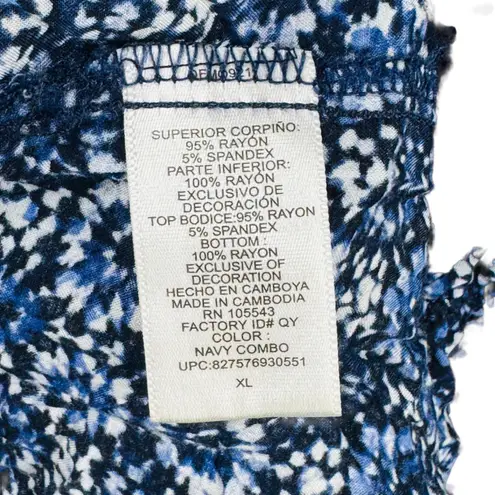 SUPERIOR CORPIÑO:
95% RAYÓN
5% SPANDEX
PARTE INFERIOR:
100% RAYÓN
EXCLUSIVO DE
DECORACIÓN
TOP BODICE:95% RAYON
5% SPANDEX
BOTTOM :
100% RAYON
EXCLUSIVE OF
DECORATION
HECHO EN CAMBOYA
MADE IN CAMBODIA
RN 105543
FACTORY ID# QY
COLOR :
NAVY COMBO
UPC:827576930551
XL